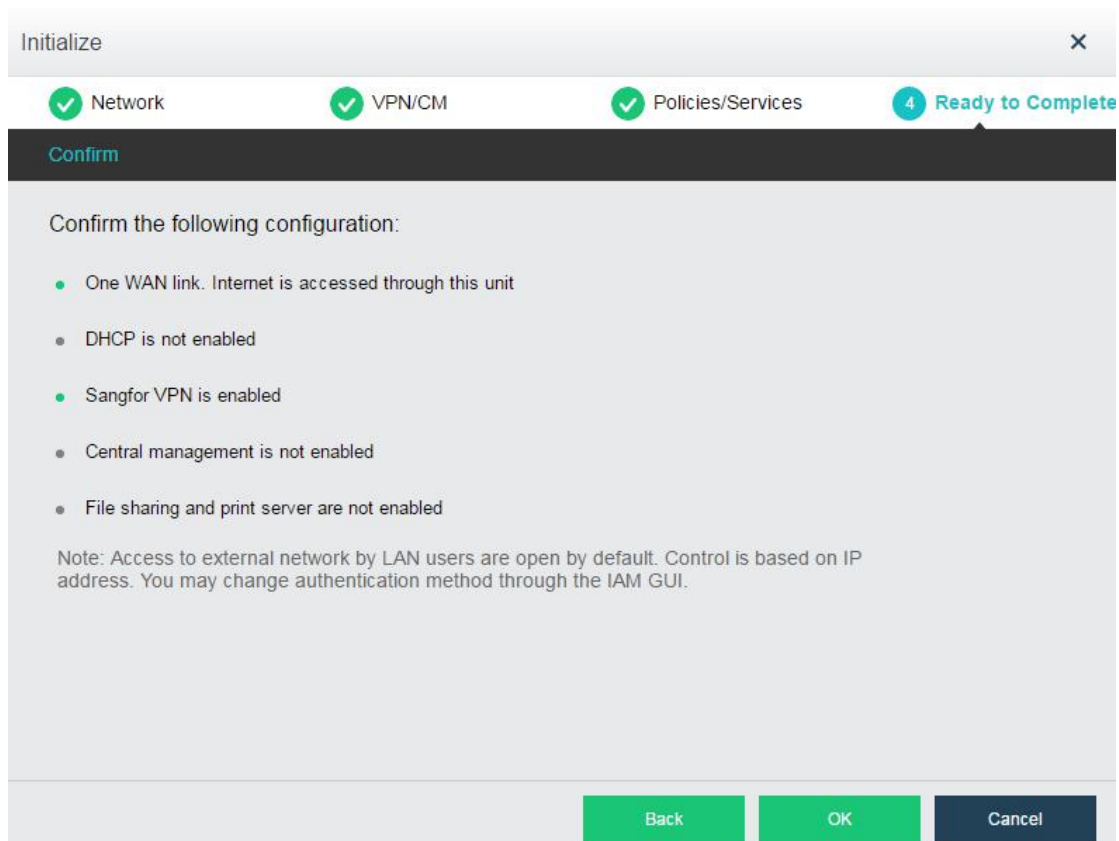 Initialize
Network
VPN/CM
Policies/Services
4 Ready to Complete
Confirm
Confirm the following configuration:
One WAN link. Internet is accessed through this unit
DHCP is not enabled
Sangfor VPN is enabled
Central management is not enabled
File sharing and print server are not enabled
Note: Access to external network by LAN users are open by default. Control is based on IP
address. You may change authentication method through the IAM GUI.
Back
OK
Cancel